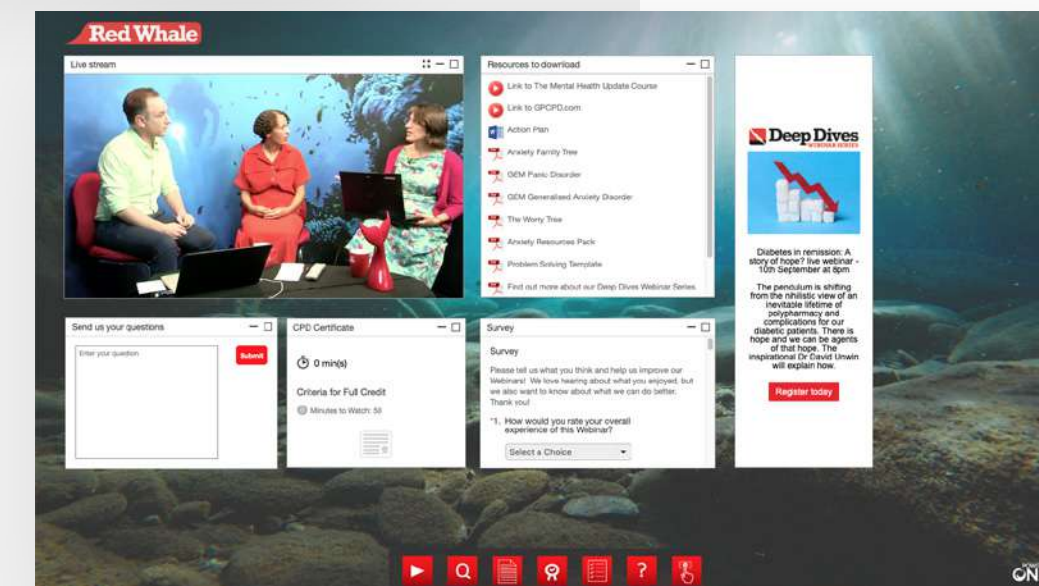 Red Whale
Live stream
Resources to download
Link to The Mental Health Update Course
Link to GPCPD.com
Action Plan
Anxiety Family Tree
GEM Panic Disorder
GEM Generalised Anxiety Disorder
The Worry Tree
Anxiety Resources Pack
Problem Solving Template
Find out more about our Deep Dives Webinar Series
Deep Dives
WEBINAR SERIES
Diabetes in remission: A
story of hope? live webinar -
10th September at 8pm
The pendulum is shifting
from the nihilistic view of an
inevitable lifetime of
polypharmacy and
complications for our
diabetic patients. There is
hope and we can be agents
of that hope. The
inspirational Dr David Unwin
will explain how.
Register today
Send us your questions
Enter your question
Submit
CPD Certificate
0 min(s)
Criteria for Full Credit
Minutes to Watch: 50
Survey
Survey
Please tell us what you think and help us improve our
Webinars! We love hearing about what you enjoyed, but
we also want to know about what we can do better.
Thank you!
*1. How would you rate your overall
experience of this Webinar?
Select a Choice
?
ON